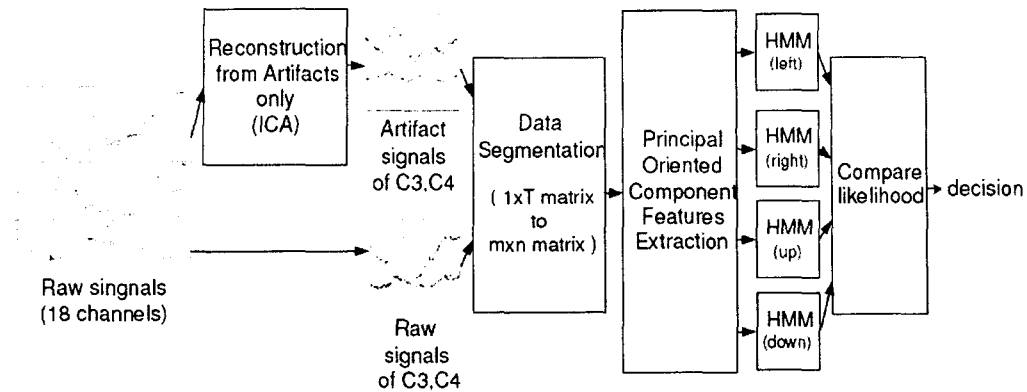 Reconstruction
from Artifacts
only
(ICA)
Raw singnals
(18 channels)
Artifact
signals
of C3,C4
Raw
signals
of C3,C4
Data
Segmentation
( 1xT matrix
to
mxn matrix )
Principal
Oriented
Component
Features
Extraction
HMM
(left)
HMM
(right)
HMM
(up)
HMM
(down)
Compare
likelihood
decision